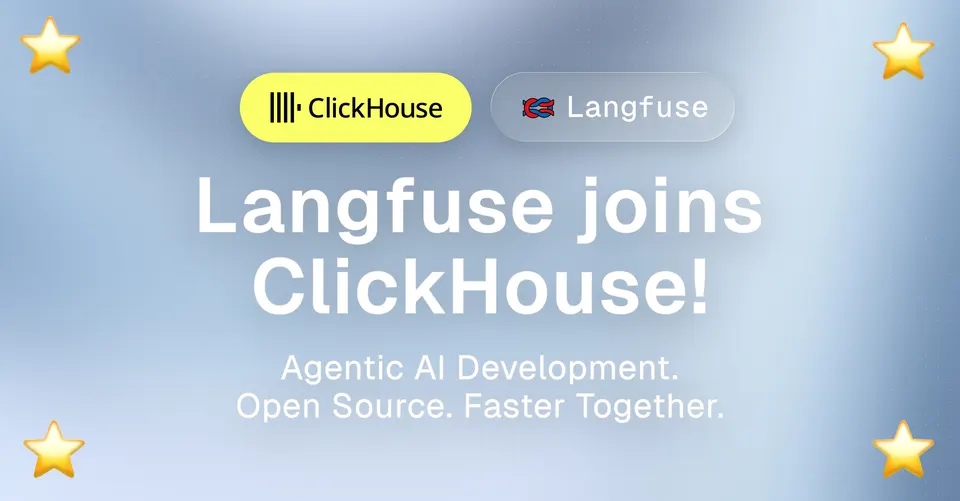 ClickHouse
Langfuse
Langfuse joins
ClickHouse!
Agentic AI Development.
Open Source. Faster Together.